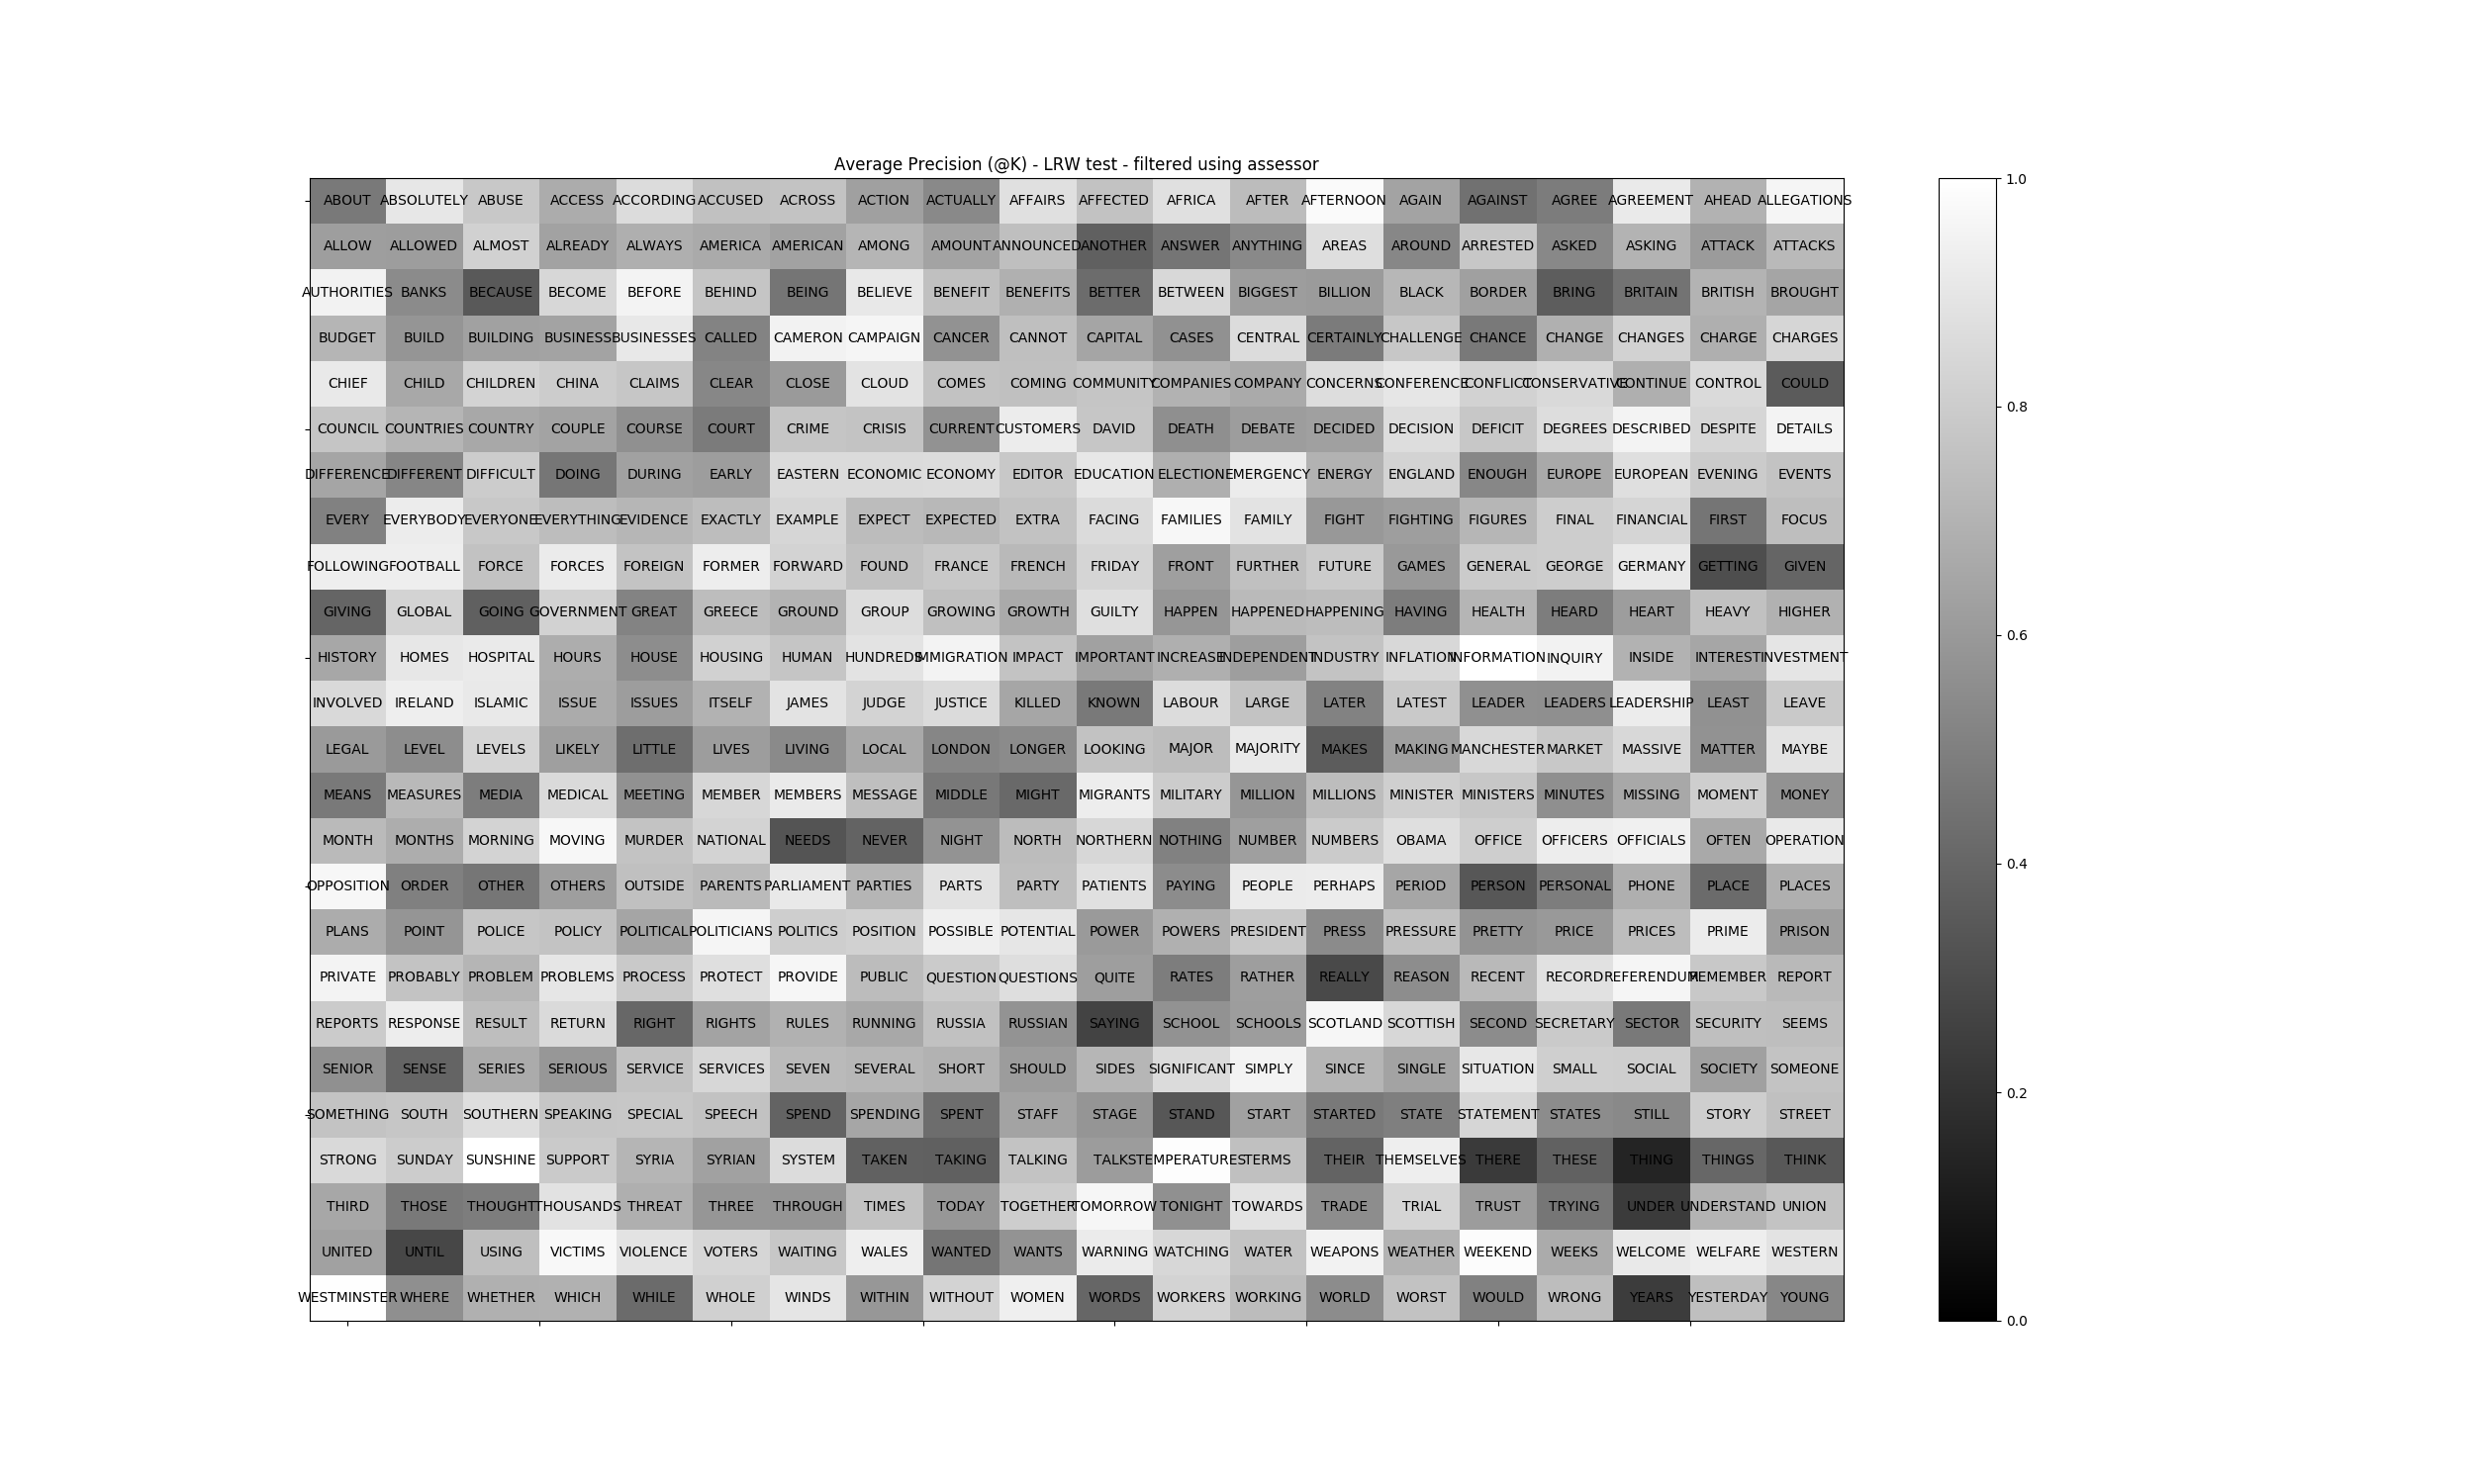 Average Precision (@K) - LRW test - filtered using assessor
ABOUT ABSOLUTELY ABUSE ACCESS ACCORDING ACCUSED ACROSS ACTION ACTUALLY AFFAIRS AFFECTED AFRICA AFTER AFTERNOON AGAIN AGAINST AGREE AGREEMENT AHEAD ALLEGATIONS 1.0
ALLOW ALLOWED ALMOST ALREADY ALWAYS AMERICA AMERICAN AMONG AMOUNT ANNOUNCED ANOTHER ANSWER ANYTHING AREAS AROUND ARRESTED ASKED ASKING ATTACK ATTACKS
AUTHORITIES BANKS BECAUSE BECOME BEFORE BEHIND BEING BELIEVE BENEFIT BENEFITS BETTER BETWEEN BIGGEST BILLION BLACK BORDER BRING BRITAIN BRITISH BROUGHT
BUDGET BUILD BUILDING BUSINESS BUSINESSES CALLED CAMERON CAMPAIGN CANCER CANNOT CAPITAL CASES CENTRAL CERTAINLY CHALLENGE CHANCE CHANGE CHANGES CHARGE CHARGES
CHIEF CHILD CHILDREN CHINA CLAIMS CLEAR CLOSE CLOUD COMES COMING COMMUNITY COMPANIES COMPANY CONCERNS CONFERENCE CONFLICT CONSERVATIVE CONTINUE CONTROL COULD 0.8
COUNCIL COUNTRIES COUNTRY COUPLE COURSE COURT CRIME CRISIS CURRENT CUSTOMERS DAVID DEATH DEBATE DECIDED DECISION DEFICIT DEGREES DESCRIBED DESPITE DETAILS
DIFFERENCE DIFFERENT DIFFICULT DOING DURING EARLY EASTERN ECONOMIC ECONOMY EDITOR EDUCATION ELECTION EMERGENCY ENERGY ENGLAND ENOUGH EUROPE EUROPEAN EVENING EVENTS
EVERY EVERYBODY EVERYONE EVERYTHING EVIDENCE EXACTLY EXAMPLE EXPECT EXPECTED EXTRA FACING FAMILIES FAMILY FIGHT FIGHTING FIGURES FINAL FINANCIAL FIRST FOCUS
FOLLOWING FOOTBALL FORCE FORCES FOREIGN FORMER FORWARD FOUND FRANCE FRENCH FRIDAY FRONT FURTHER FUTURE GAMES GENERAL GEORGE GERMANY GETTING GIVEN
GIVING GLOBAL GOING GOVERNMENT GREAT GREECE GROUND GROUP GROWING GROWTH GUILTY HAPPEN HAPPENED HAPPENING HAVING HEALTH HEARD HEART HEAVY HIGHER 0.6
HISTORY HOMES HOSPITAL HOURS HOUSE HOUSING HUMAN HUNDREDS IMMIGRATION IMPACT IMPORTANT INCREASE INDEPENDENT INDUSTRY INFLATION INFORMATION INQUIRY INSIDE INTEREST INVESTMENT
INVOLVED IRELAND ISLAMIC ISSUE ISSUES ITSELF JAMES JUDGE JUSTICE KILLED KNOWN LABOUR LARGE LATER LATEST LEADER LEADERS LEADERSHIP LEAST LEAVE
LEGAL LEVEL LEVELS LIKELY LITTLE LIVES LIVING LOCAL LONDON LONGER LOOKING MAJOR MAJORITY MAKES MAKING MANCHESTER MARKET MASSIVE MATTER MAYBE
MEANS MEASURES MEDIA MEDICAL MEETING MEMBER MEMBERS MESSAGE MIDDLE MIGHT MIGRANTS MILITARY MILLION MILLIONS MINISTER MINISTERS MINUTES MISSING MOMENT MONEY
MONTH MONTHS MORNING MOVING MURDER NATIONAL NEEDS NEVER NIGHT NORTH NORTHERN NOTHING NUMBER NUMBERS OBAMA OFFICE OFFICERS OFFICIALS OFTEN OPERATION 0.4
OPPOSITION ORDER OTHER OTHERS OUTSIDE PARENTS PARLIAMENT PARTIES PARTS PARTY PATIENTS PAYING PEOPLE PERHAPS PERIOD PERSON PERSONAL PHONE PLACE PLACES
PLANS POINT POLICE POLICY POLITICAL POLITICIANS POLITICS POSITION POSSIBLE POTENTIAL POWER POWERS PRESIDENT PRESS PRESSURE PRETTY PRICE PRICES PRIME PRISON
PRIVATE PROBABLY PROBLEM PROBLEMS PROCESS PROTECT PROVIDE PUBLIC QUESTION QUESTIONS QUITE RATES RATHER REALLY REASON RECENT RECORD REFERENDUM REMEMBER REPORT
REPORTS RESPONSE RESULT RETURN RIGHT RIGHTS RULES RUNNING RUSSIA RUSSIAN SAYING SCHOOL SCHOOLS SCOTLAND SCOTTISH SECOND SECRETARY SECTOR SECURITY SEEMS
SENIOR SENSE SERIES SERIOUS SERVICE SERVICES SEVEN SEVERAL SHORT SHOULD SIDES SIGNIFICANT SIMPLY SINCE SINGLE SITUATION SMALL SOCIAL SOCIETY SOMEONE 0.2
SOMETHING SOUTH SOUTHERN SPEAKING SPECIAL SPEECH SPEND SPENDING SPENT STAFF STAGE STAND START STARTED STATE STATEMENT STATES STILL STORY STREET
STRONG SUNDAY SUNSHINE SUPPORT SYRIA SYRIAN SYSTEM TAKEN TAKING TALKING TALKS TEMPERATURES TERMS THEIR THEMSELVES THERE THESE THING THINGS THINK
THIRD THOSE THOUGHT THOUSANDS THREAT THREE THROUGH TIMES TODAY TOGETHER TOMORROW TONIGHT TOWARDS TRADE TRIAL TRUST TRYING UNDER UNDERSTAND UNION
UNITED UNTIL USING VICTIMS VIOLENCE VOTERS WAITING WALES WANTED WANTS WARNING WATCHING WATER WEAPONS WEATHER WEEKEND WEEKS WELCOME WELFARE WESTERN
WESTMINSTER WHERE WHETHER WHICH WHILE WHOLE WINDS WITHIN WITHOUT WOMEN WORDS WORKERS WORKING WORLD WORST WOULD WRONG YEARS YESTERDAY YOUNG 0.0